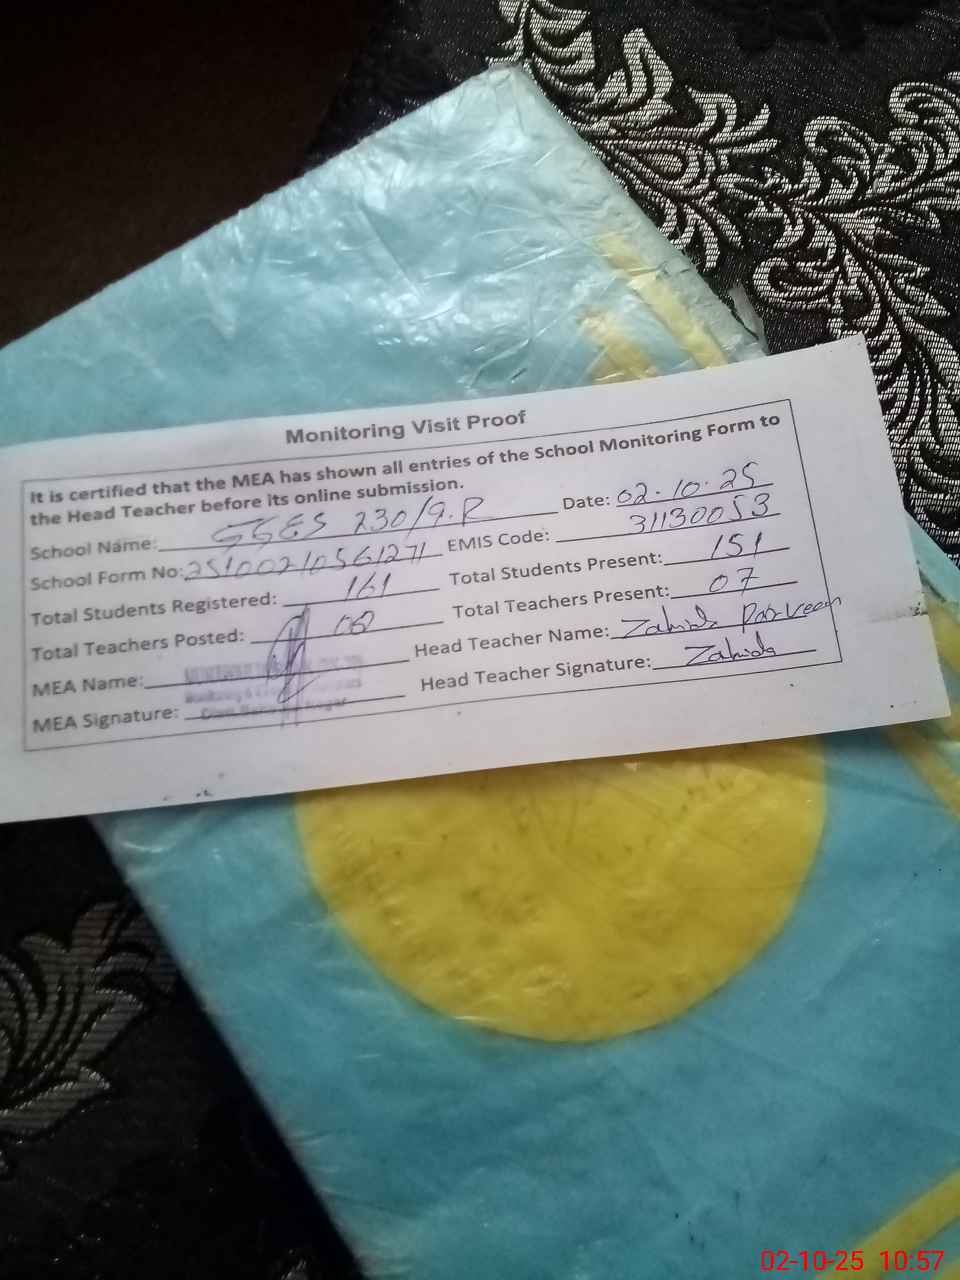 Monitoring Visit Proof
It is certified that the MEA has shown all entries of the School Monitoring Form to
the Head Teacher before its online submission.
School Name: GGES 230/9.R Date: 02.10.25
School Form No: 25100210561271 EMIS Code: 31130053
Total Students Registered: 161 Total Students Present: 151
Total Teachers Posted: 08 Total Teachers Present: 07
MEA Name: Head Teacher Name: Zahida Parveen
MEA Signature: Head Teacher Signature: Zahida
02-10-25 10:57